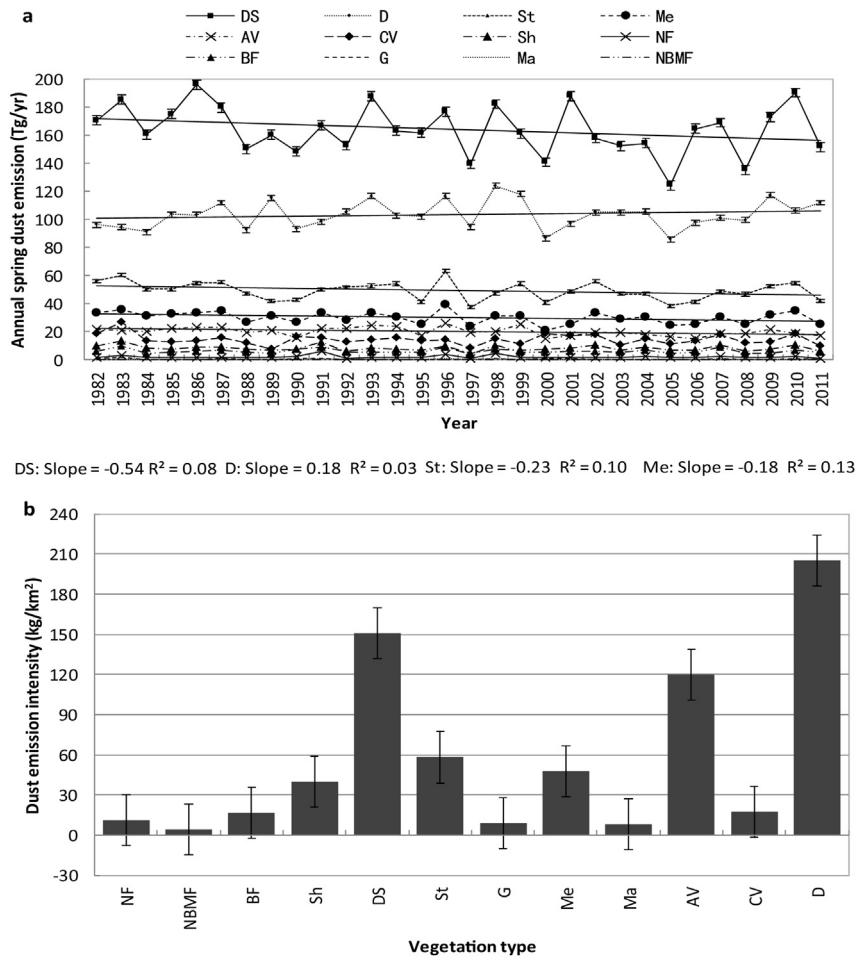 a
DS D St Me
AV CV Sh NF
BF G Ma NBMF
200
180
160
140
120
100
80
60
40
20
0
Annual spring dust emission (Tg/yr)
1982 1983 1984 1985 1986 1987 1988 1989 1990 1991 1992 1993 1994 1995 1996 1997 1998 1999 2000 2001 2002 2003 2004 2005 2006 2007 2008 2009 2010 2011
Year
DS: Slope = -0.54 R² = 0.08 D: Slope = 0.18 R² = 0.03 St: Slope = -0.23 R² = 0.10 Me: Slope = -0.18 R² = 0.13
b
240
210
180
150
120
90
60
30
0
-30
Dust emission intensity (kg/km²)
NF NBMF BF Sh DS St G Me Ma AV CV D
Vegetation type